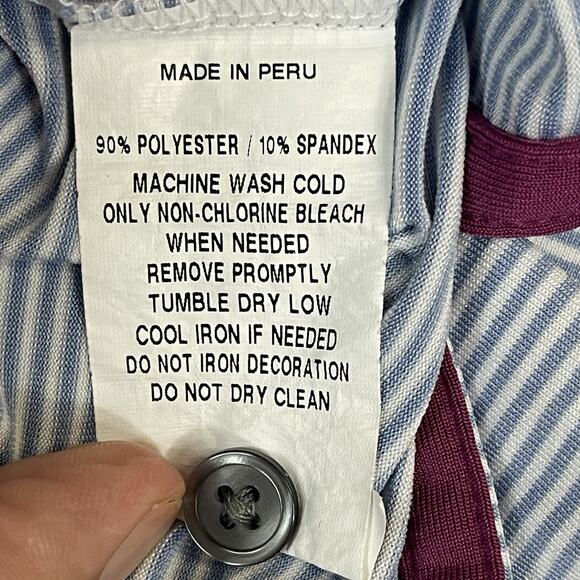 MADE IN PERU
90% POLYESTER / 10% SPANDEX
MACHINE WASH COLD
ONLY NON-CHLORINE BLEACH
WHEN NEEDED
REMOVE PROMPTLY
TUMBLE DRY LOW
COOL IRON IF NEEDED
DO NOT IRON DECORATION
DO NOT DRY CLEAN